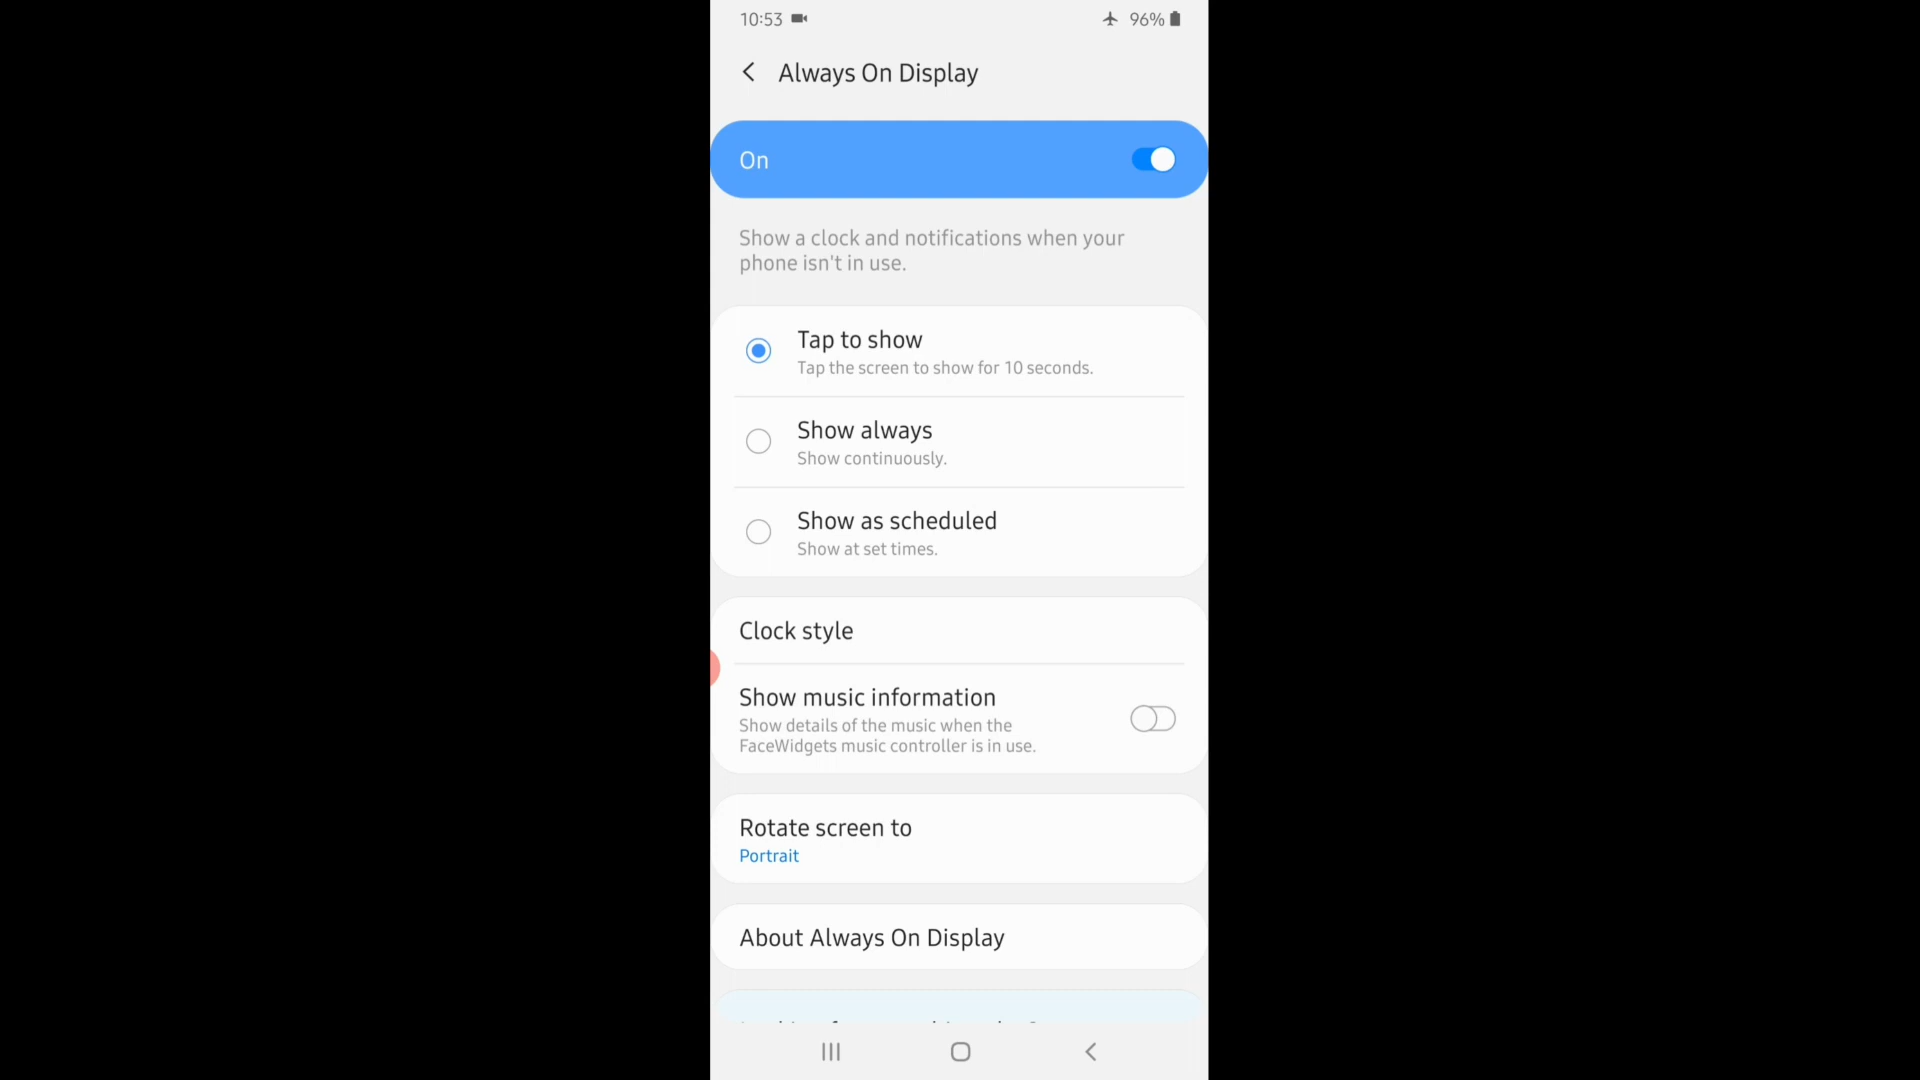 10:53
96%
Always On Display
On
Show a clock and notifications when your
phone isn't in use.
Tap to show
Tap the screen to show for 10 seconds.
Show always
Show continuously.
Show as scheduled
Show at set times.
Clock style
Show music information
Show details of the music when the
FaceWidgets music controller is in use.
Rotate screen to
Portrait
About Always On Display